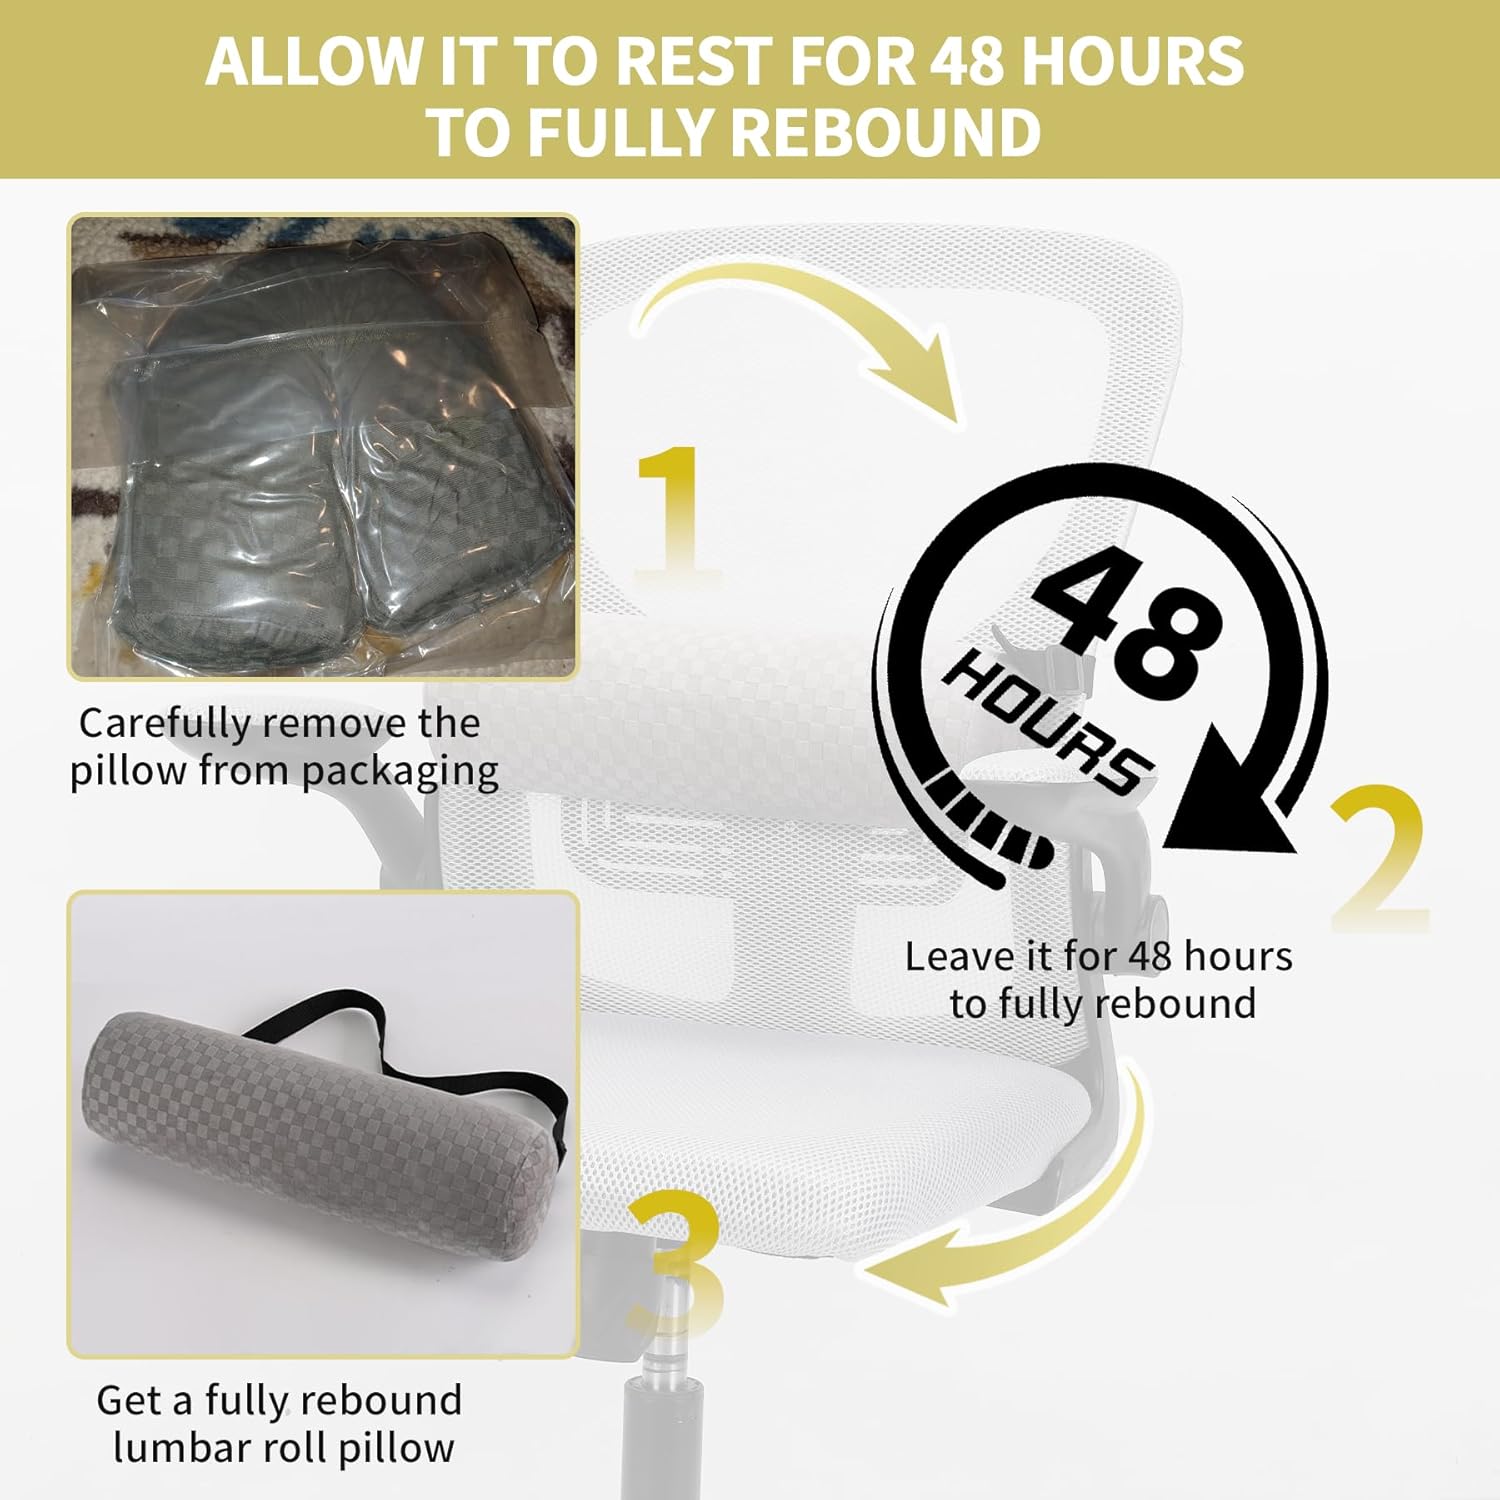 ALLOW IT TO REST FOR 48 HOURS
TO FULLY REBOUND
1
Carefully remove the
pillow from packaging
48
HOURS
2
Leave it for 48 hours
to fully rebound
3
Get a fully rebound
lumbar roll pillow